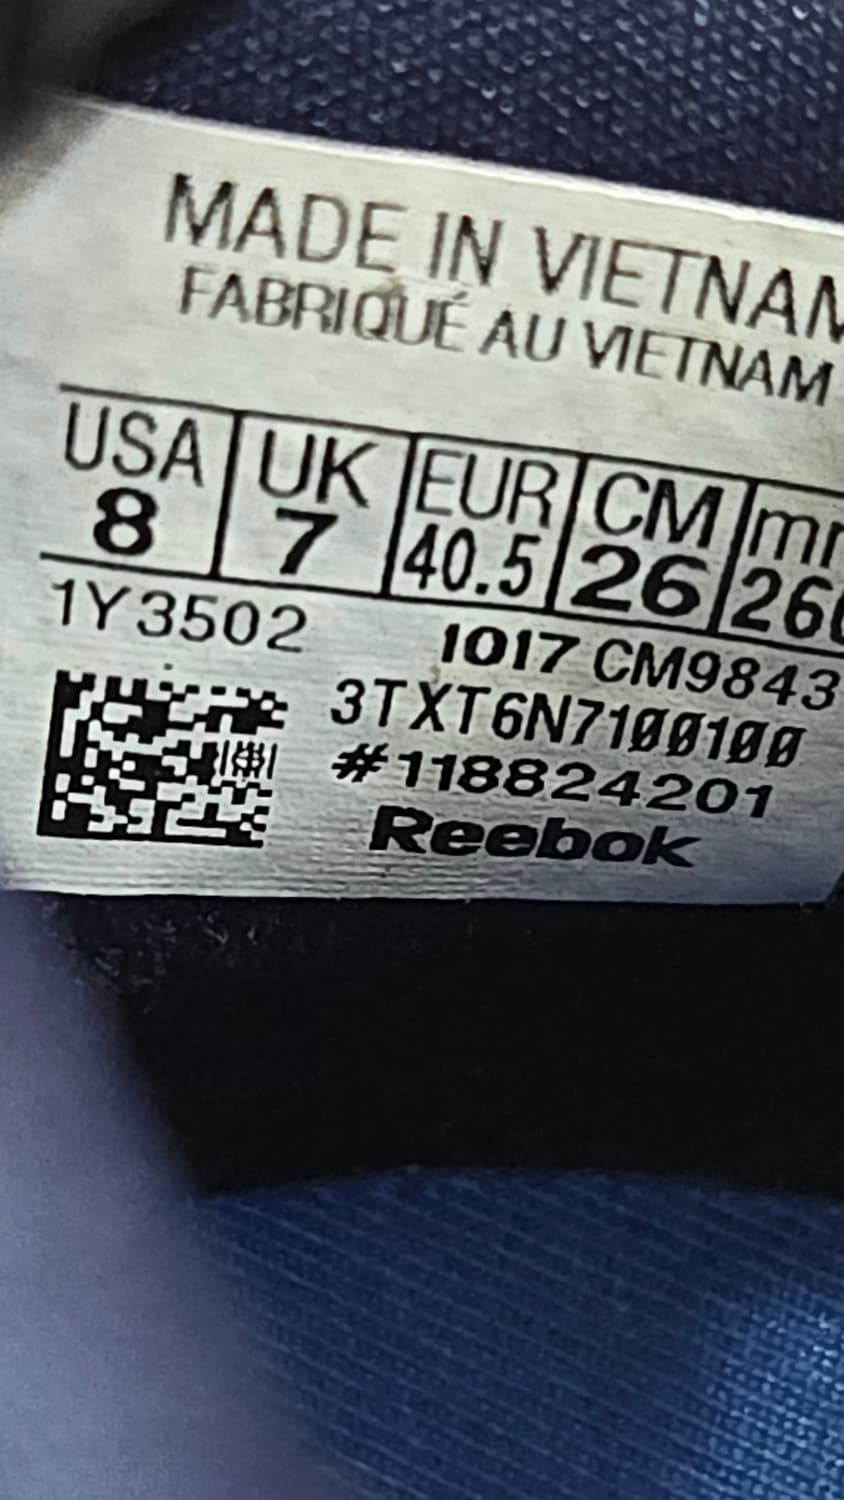 MADE IN VIETNAM
FABRIQUÉ AU VIETNAM
USA UK EUR CM
8 7 40.5 26
1Y3502 1017 CM9843
3TXT6N7100100
#118824201
Reebok